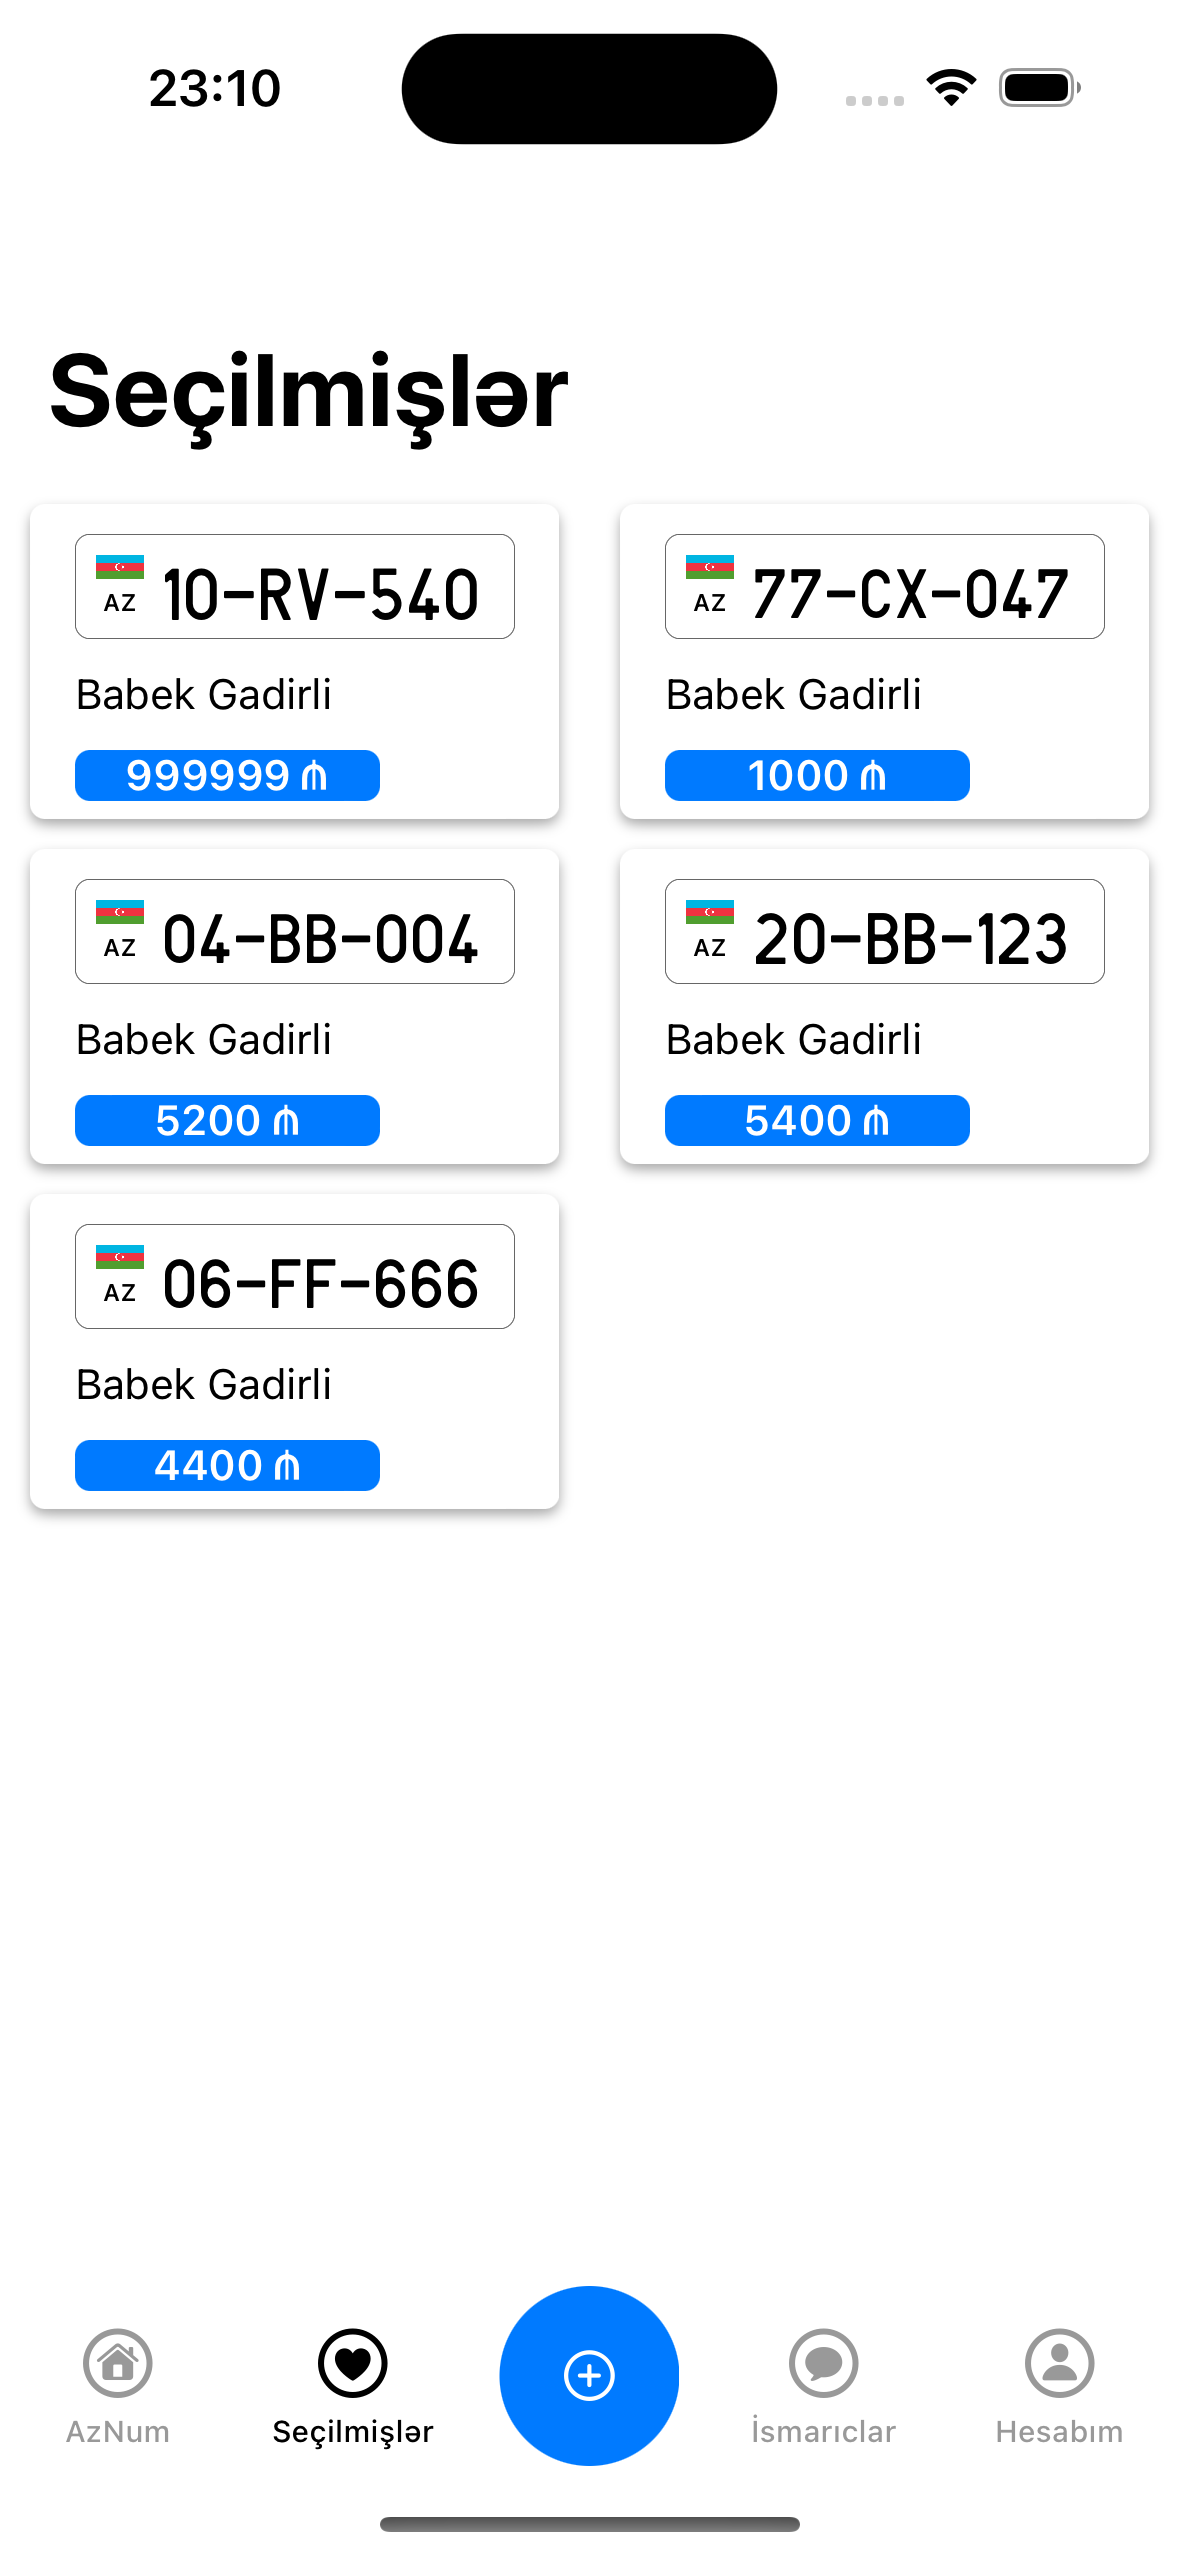 23:10
Seçilmişlər
AZ 10-RV-540
Babek Gadirli
999999 ₼
AZ 77-CX-047
Babek Gadirli
1000 ₼
AZ 04-BB-004
Babek Gadirli
5200 ₼
AZ 20-BB-123
Babek Gadirli
5400 ₼
AZ 06-FF-666
Babek Gadirli
4400 ₼
AzNum
Seçilmişlər
İsmarıclar
Hesabım